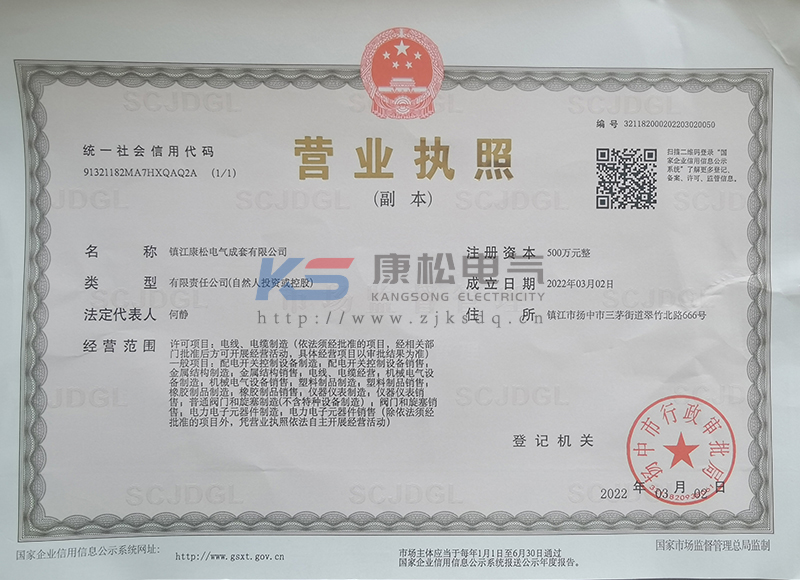 编 号 321182000202203020050
统一社会信用代码
91321182MA7HXQAQ2A (1/1)
营业执照
(副 本)
扫描二维码登录“国
家企业信用信息公示
系统”了解更多登记、
备案、许可、监管信息。
名 称 镇江康松电气成套有限公司
注册资本 500万元整
类 型 有限责任公司(自然人投资或控股)
成立日期 2022年03月02日
法定代表人 何静
住 所 镇江市扬中市三茅街道翠竹北路666号
KS 康松电气
KANGSONG ELECTRICITY
http://www.zjksdq.cn
经营范围 许可项目：电线、电缆制造（依法须经批准的项目，经相关部
门批准后方可开展经营活动，具体经营项目以审批结果为准）
一般项目：配电开关控制设备制造；配电开关控制设备销售；
金属结构制造；金属结构销售；电线、电缆经营；机械电气设
备制造；机械电气设备销售；塑料制品制造；塑料制品销售；
橡胶制品制造；橡胶制品销售；仪器仪表制造；仪器仪表销
售；普通阀门和旋塞制造(不含特种设备制造)；阀门和旋塞销
售；电力电子元器件制造；电力电子元器件销售（除依法须经
批准的项目外，凭营业执照依法自主开展经营活动）
登记机关
扬中市行政审批局
2022 年 03 月 02 日
国家企业信用信息公示系统网址：
http://www.gsxt.gov.cn
市场主体应当于每年1月1日至6月30日通过
国家企业信用信息公示系统报送公示年度报告。
国家市场监督管理总局监制
SCJDGL
SCJDGL
SCJDGL
SCJDGL
SCJDGL
SCJDGL